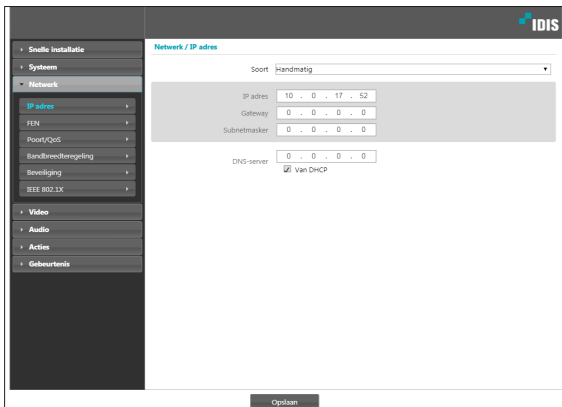 IDIS
Snelle installatie
Systeem
Netwerk
IP adres
FEN
Poort/QoS
Bandbreedteregeling
Beveiliging
IEEE 802.1X
Video
Audio
Acties
Gebeurtenis
Netwerk / IP adres
Soort Handmatig
IP adres 10 . 0 . 17 . 52
Gateway 0 . 0 . 0 . 0
Subnetmasker 0 . 0 . 0 . 0
DNS-server 0 . 0 . 0 . 0
Van DHCP
Opslaan